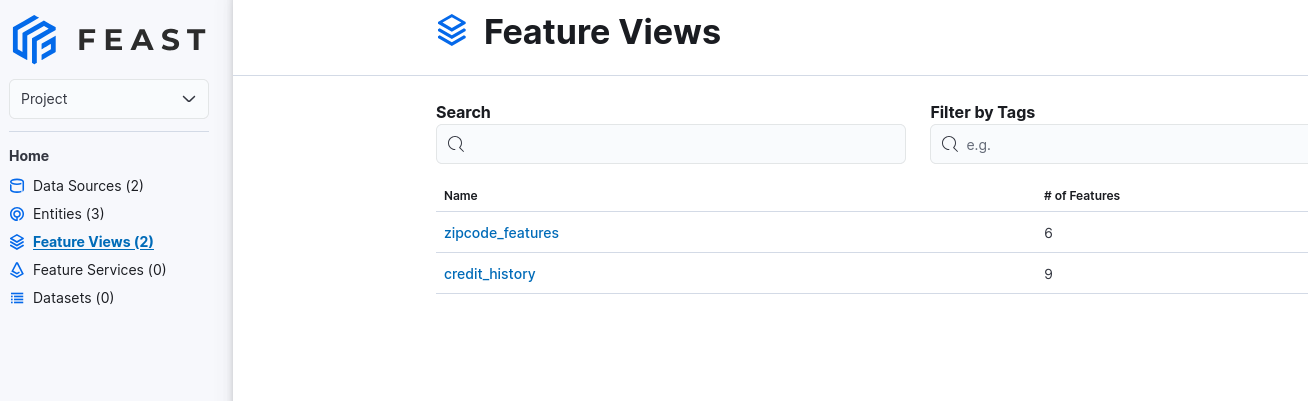 FEAST
Project
Home
Data Sources (2)
Entities (3)
Feature Views (2)
Feature Services (0)
Datasets (0)
Feature Views
Search
Filter by Tags
e.g.
Name # of Features
zipcode_features 6
credit_history 9